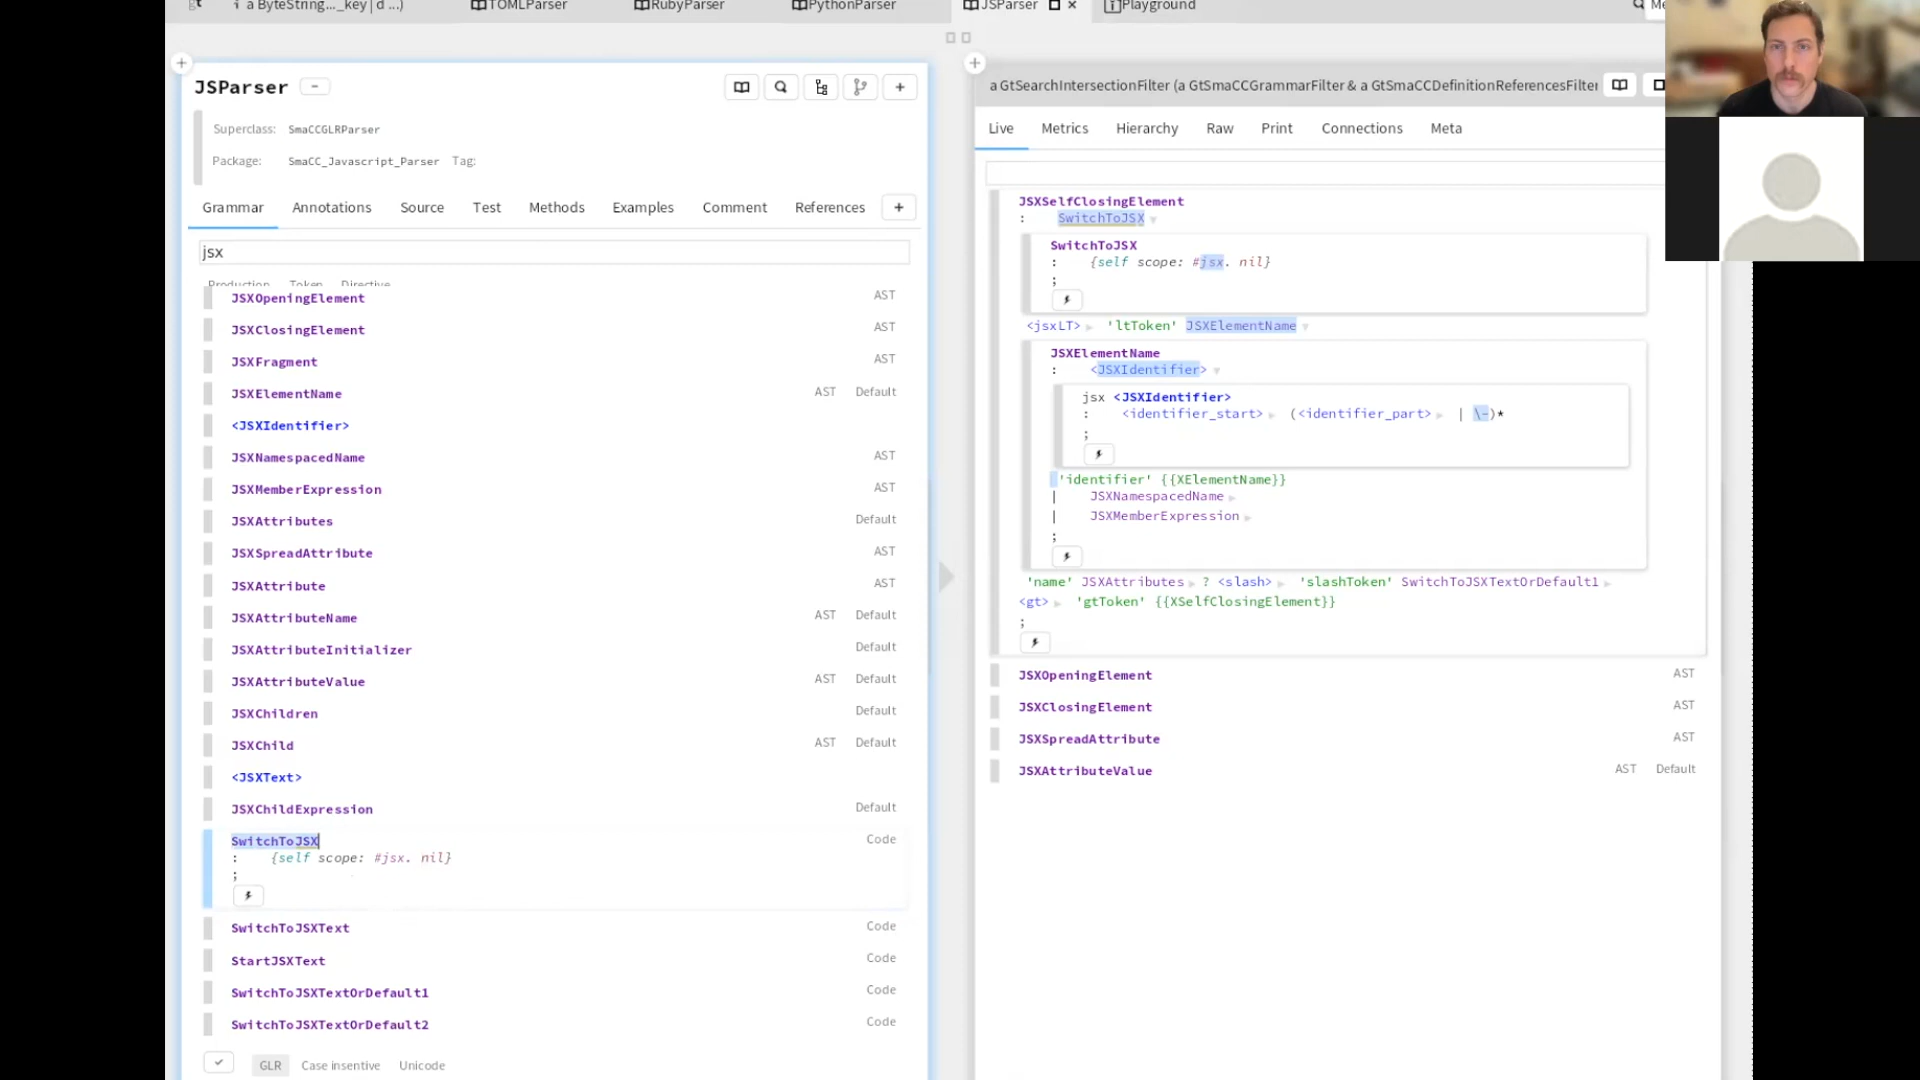 gt
i a ByteString..._key | d ...)
TOMLParser
RubyParser
PythonParser
JSParser
Playground
JSParser
Superclass: SmaCCGLRParser
Package: SmaCC_Javascript_Parser Tag:
Grammar Annotations Source Test Methods Examples Comment References +
jsx
Production Token Directive
JSXOpeningElement AST
JSXClosingElement AST
JSXFragment AST
JSXElementName AST Default
<JSXIdentifier>
JSXNamespacedName AST
JSXMemberExpression AST
JSXAttributes Default
JSXSpreadAttribute AST
JSXAttribute AST
JSXAttributeName AST Default
JSXAttributeInitializer Default
JSXAttributeValue AST Default
JSXChildren Default
JSXChild AST Default
<JSXText>
JSXChildExpression Default
SwitchToJSX Code
: {self scope: #jsx. nil}
;
SwitchToJSXText Code
StartJSXText Code
SwitchToJSXTextOrDefault1 Code
SwitchToJSXTextOrDefault2 Code
GLR Case insentive Unicode
a GtSearchIntersectionFilter (a GtSmaCCGrammarFilter & a GtSmaCCDefinitionReferencesFilter
Live Metrics Hierarchy Raw Print Connections Meta
JSXSelfClosingElement
: SwitchToJSX
SwitchToJSX
: {self scope: #jsx. nil}
;
<jsxLT> 'ltToken' JSXElementName
JSXElementName
: <JSXIdentifier>
jsx <JSXIdentifier>
: <identifier_start> (<identifier_part> | \-)*
;
'identifier' {{XElementName}}
| JSXNamespacedName
| JSXMemberExpression
;
'name' JSXAttributes ? <slash> 'slashToken' SwitchToJSXTextOrDefault1
<gt> 'gtToken' {{XSelfClosingElement}}
;
JSXOpeningElement AST
JSXClosingElement AST
JSXSpreadAttribute AST
JSXAttributeValue AST Default